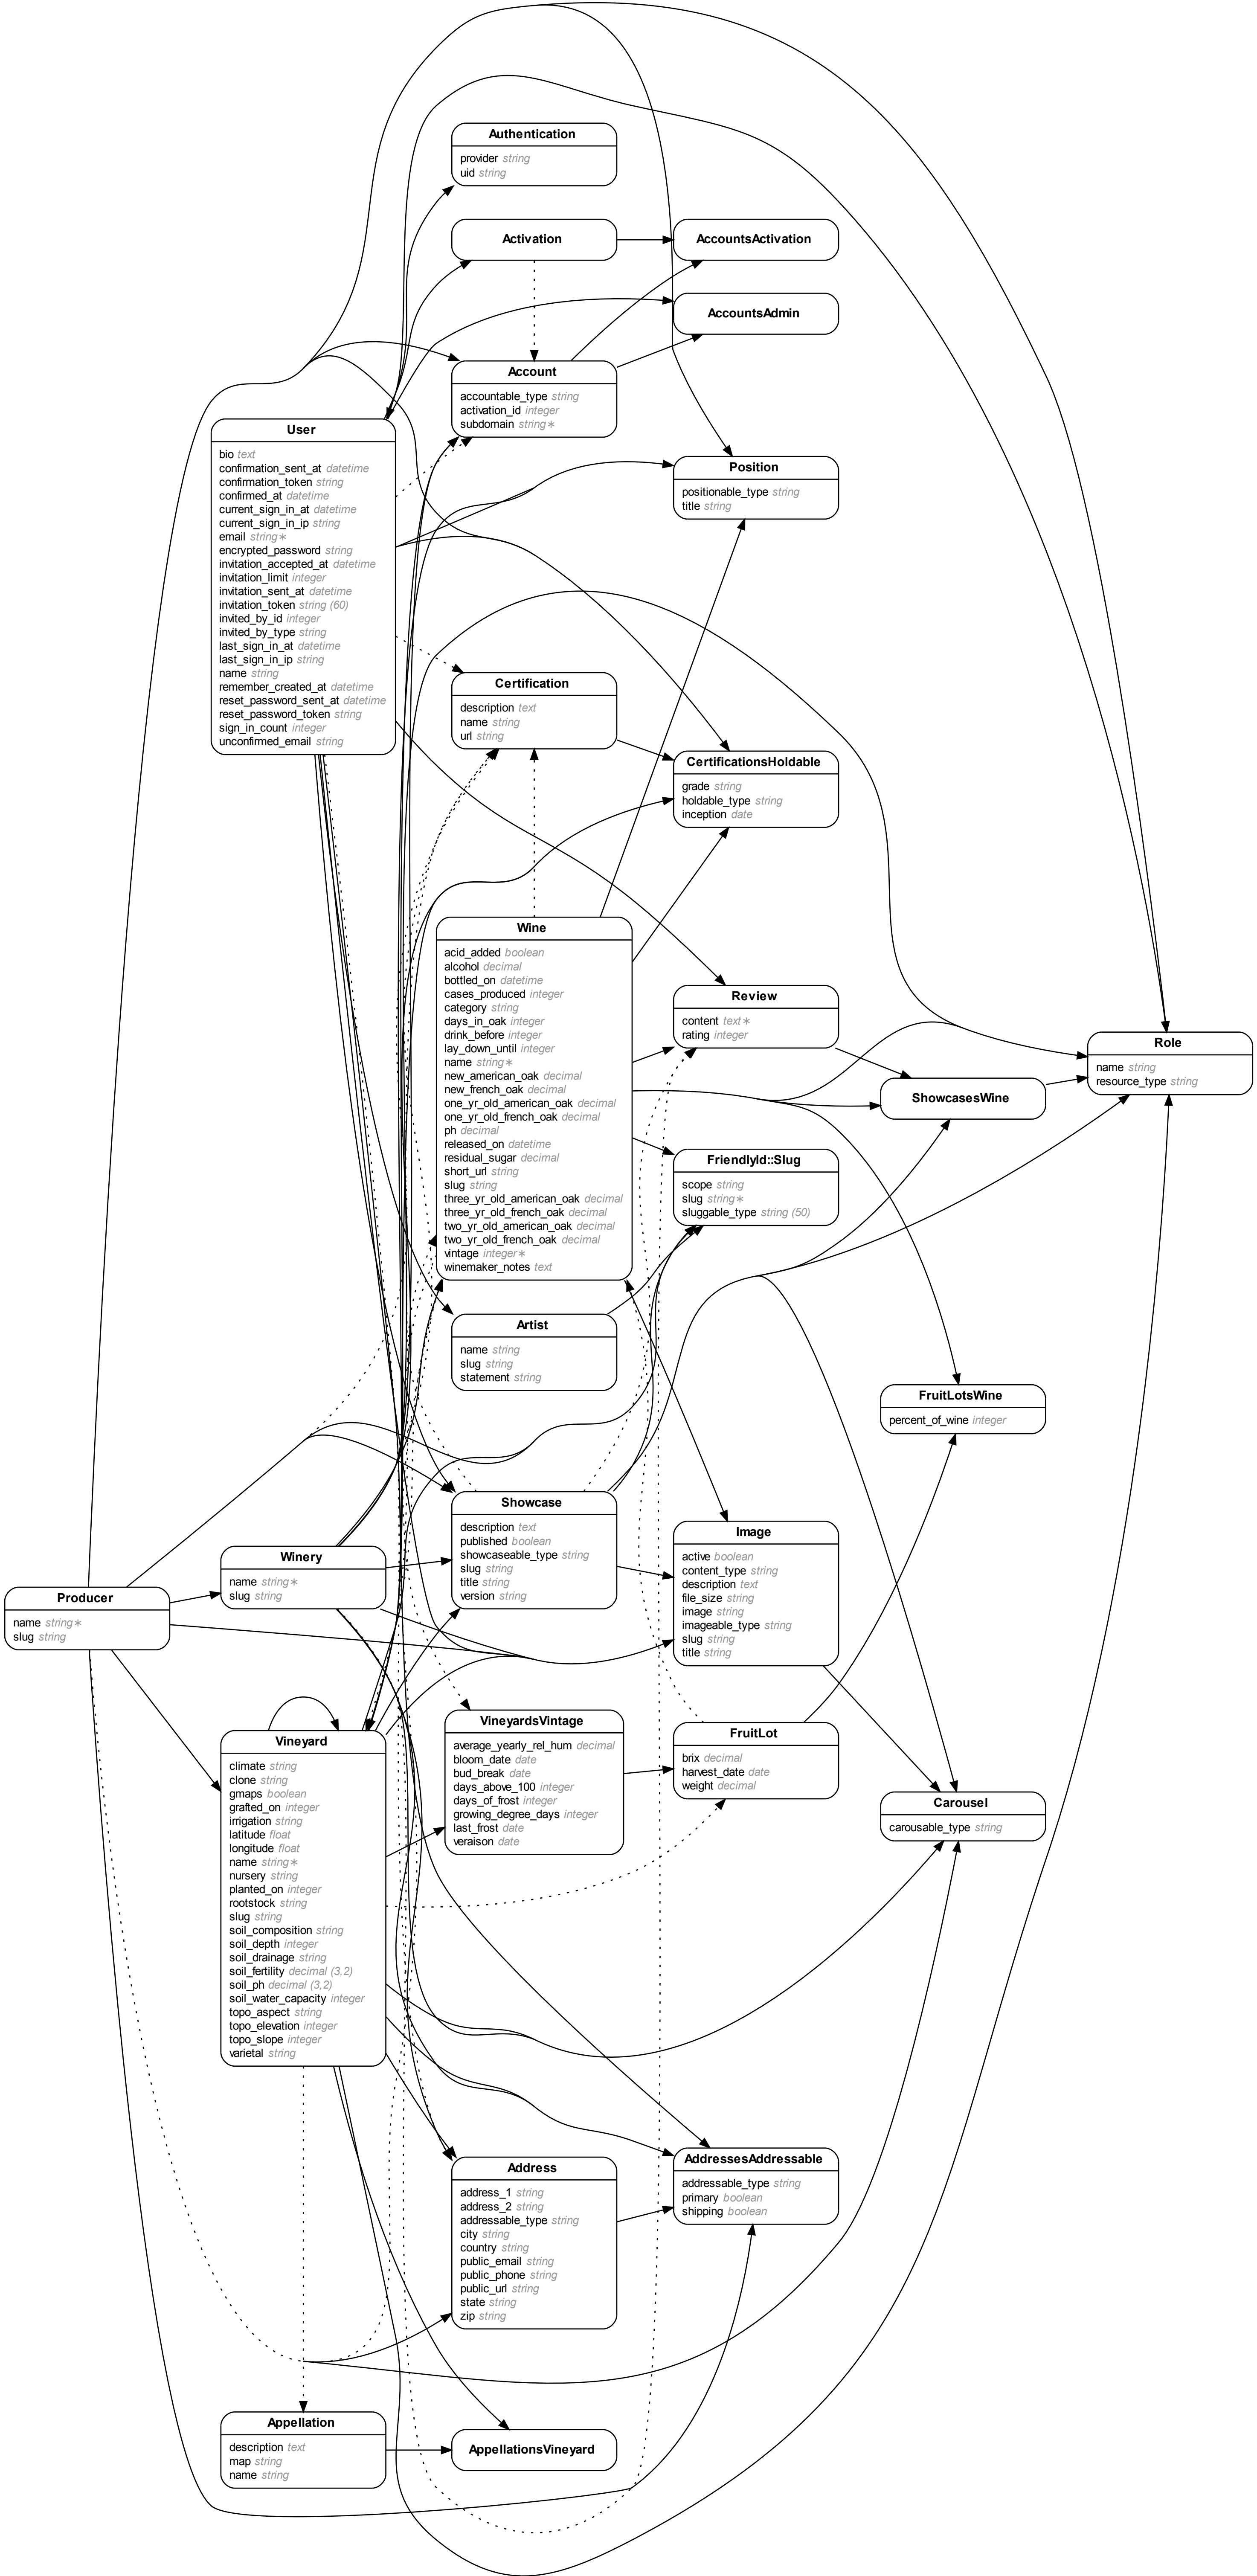 Authentication
provider string
uid string
Activation
AccountsActivation
AccountsAdmin
Account
accountable_type string
activation_id integer
subdomain string∗
User
bio text
confirmation_sent_at datetime
confirmation_token string
confirmed_at datetime
current_sign_in_at datetime
current_sign_in_ip string
email string∗
encrypted_password string
invitation_accepted_at datetime
invitation_limit integer
invitation_sent_at datetime
invitation_token string (60)
invited_by_id integer
invited_by_type string
last_sign_in_at datetime
last_sign_in_ip string
name string
remember_created_at datetime
reset_password_sent_at datetime
reset_password_token string
sign_in_count integer
unconfirmed_email string
Position
positionable_type string
title string
Certification
description text
name string
url string
CertificationsHoldable
grade string
holdable_type string
inception date
Wine
acid_added boolean
alcohol decimal
bottled_on datetime
cases_produced integer
category string
days_in_oak integer
drink_before integer
lay_down_until integer
name string∗
new_american_oak decimal
new_french_oak decimal
one_yr_old_american_oak decimal
one_yr_old_french_oak decimal
ph decimal
released_on datetime
residual_sugar decimal
short_url string
slug string
three_yr_old_american_oak decimal
three_yr_old_french_oak decimal
two_yr_old_american_oak decimal
two_yr_old_french_oak decimal
vintage integer∗
winemaker_notes text
Review
content text∗
rating integer
Role
name string
resource_type string
ShowcasesWine
FriendlyId::Slug
scope string
slug string∗
sluggable_type string (50)
Artist
name string
slug string
statement string
FruitLotsWine
percent_of_wine integer
Showcase
description text
published boolean
showcaseable_type string
slug string
title string
version string
Image
active boolean
content_type string
description text
file_size string
image string
imageable_type string
slug string
title string
Winery
name string∗
slug string
Producer
name string∗
slug string
VineyardsVintage
average_yearly_rel_hum decimal
bloom_date date
bud_break date
days_above_100 integer
days_of_frost integer
growing_degree_days integer
last_frost date
veraison date
FruitLot
brix decimal
harvest_date date
weight decimal
Vineyard
climate string
clone string
gmaps boolean
grafted_on integer
irrigation string
latitude float
longitude float
name string∗
nursery string
planted_on integer
rootstock string
slug string
soil_composition string
soil_depth integer
soil_drainage string
soil_fertility decimal (3,2)
soil_ph decimal (3,2)
soil_water_capacity integer
topo_aspect string
topo_elevation integer
topo_slope integer
varietal string
Carousel
carousable_type string
AddressesAddressable
addressable_type string
primary boolean
shipping boolean
Address
address_1 string
address_2 string
addressable_type string
city string
country string
public_email string
public_phone string
public_url string
state string
zip string
Appellation
description text
map string
name string
AppellationsVineyard